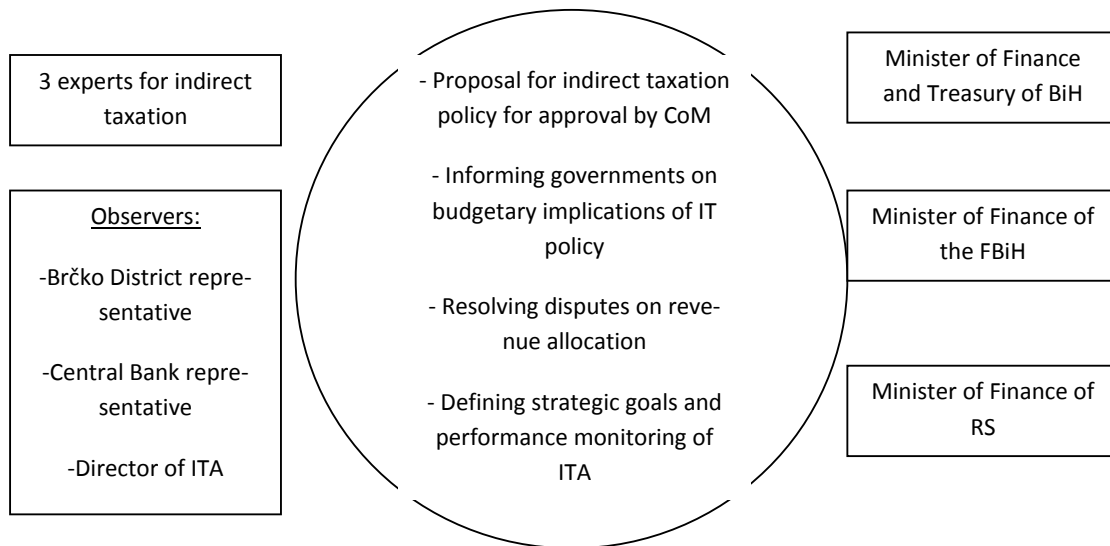 3 experts for indirect
taxation
Observers:
-Brčko District repre-
sentative
-Central Bank repre-
sentative
-Director of ITA
- Proposal for indirect taxation
policy for approval by CoM
- Informing governments on
budgetary implications of IT
policy
- Resolving disputes on reve-
nue allocation
- Defining strategic goals and
performance monitoring of
ITA
Minister of Finance
and Treasury of BiH
Minister of Finance of
the FBiH
Minister of Finance of
RS